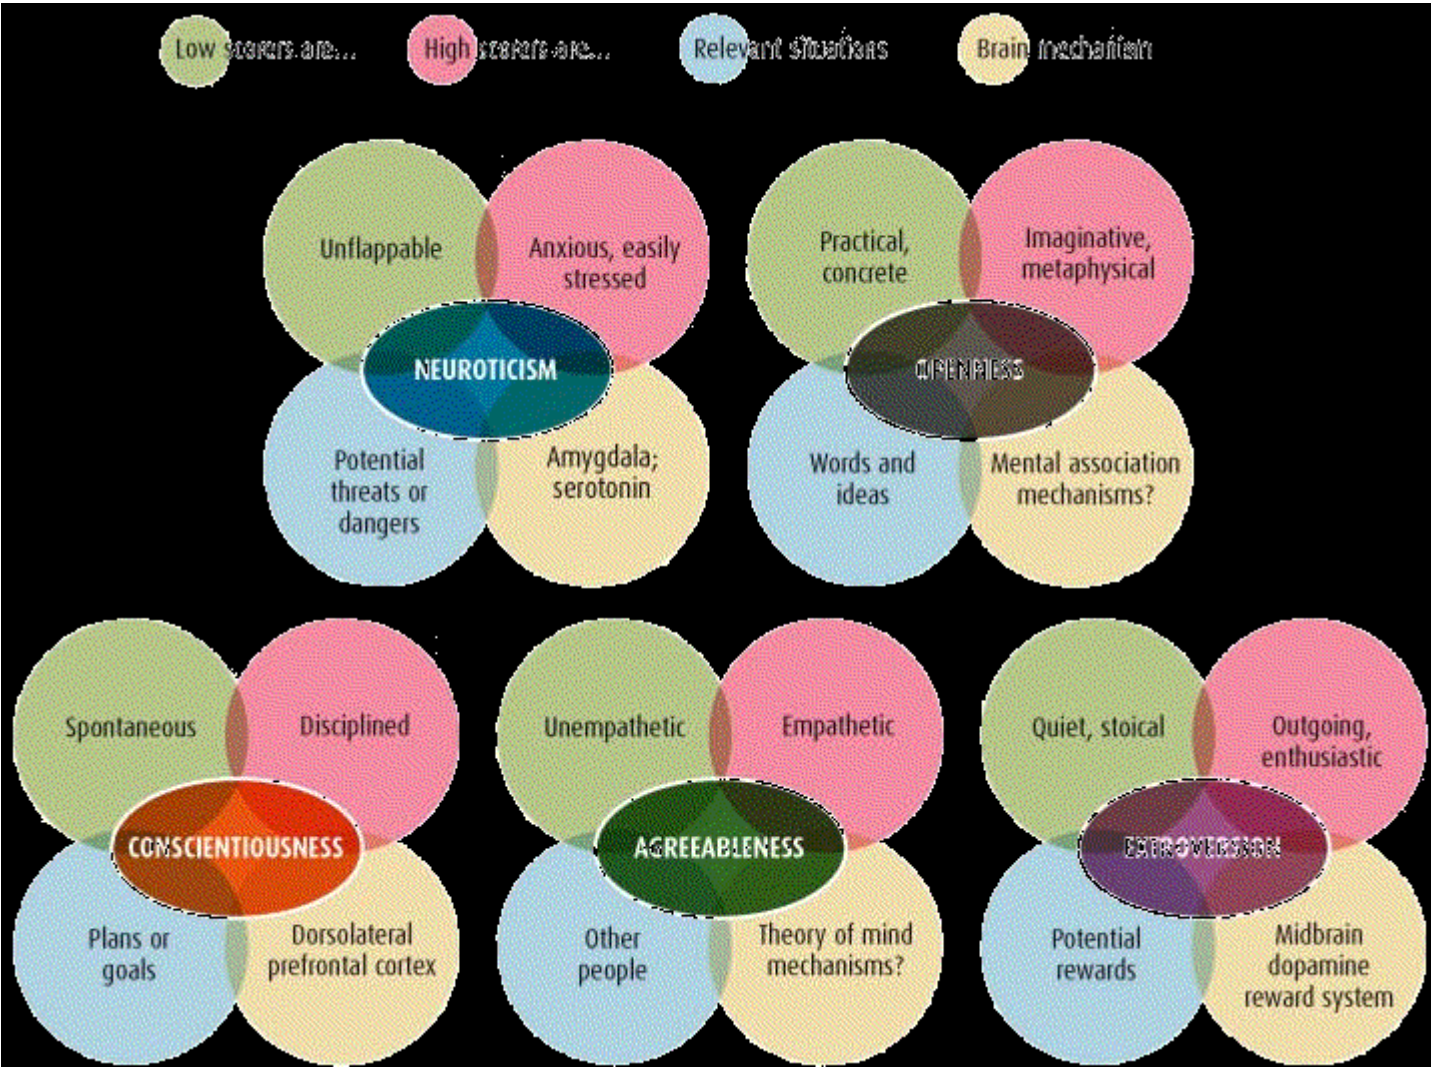 Low scorers are...
High scorers are...
Relevant situations
Brain mechanism
Unflappable
Anxious, easily
stressed
NEUROTICISM
Potential
threats or
dangers
Amygdala;
serotonin
Practical,
concrete
Imaginative,
metaphysical
OPENNESS
Words and
ideas
Mental association
mechanisms?
Spontaneous
Disciplined
CONSCIENTIOUSNESS
Plans or
goals
Dorsolateral
prefrontal cortex
Unempathetic
Empathetic
AGREEABLENESS
Other
people
Theory of mind
mechanisms?
Quiet, stoical
Outgoing,
enthusiastic
EXTROVERSION
Potential
rewards
Midbrain
dopamine
reward system